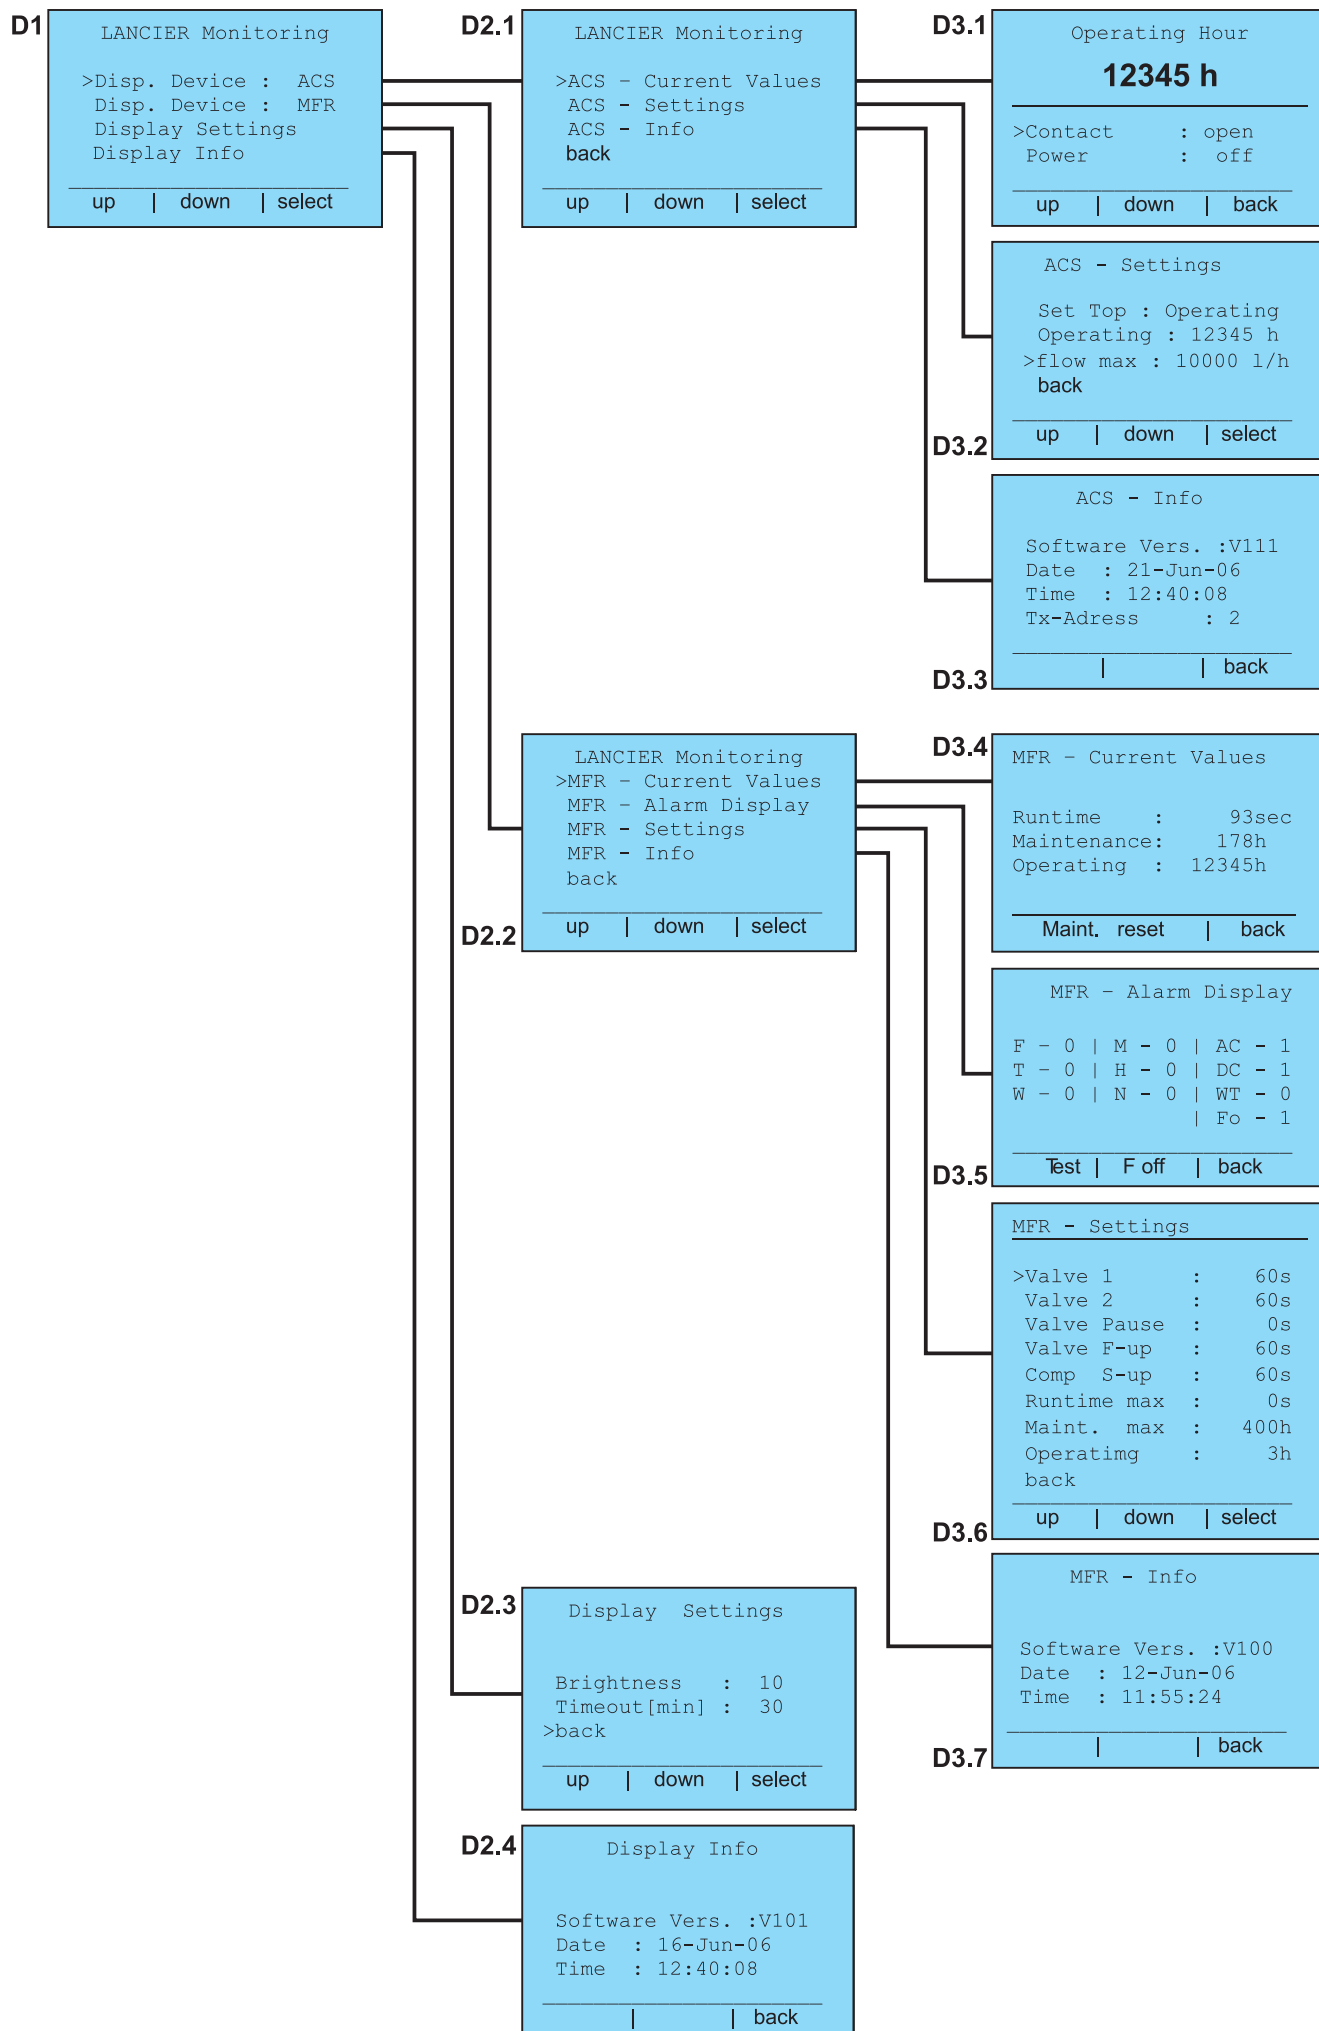 D1
LANCIER Monitoring
>Disp. Device : ACS
Disp. Device : MFR
Display Settings
Display Info
up | down | select
D2.1
LANCIER Monitoring
>ACS - Current Values
ACS - Settings
ACS - Info
back
up | down | select
D3.1
Operating Hour
12345 h
>Contact : open
Power : off
up | down | back
D3.2
ACS - Settings
Set Top : Operating
Operating : 12345 h
>flow max : 10000 l/h
back
up | down | select
D3.3
ACS - Info
Software Vers. :V111
Date : 21-Jun-06
Time : 12:40:08
Tx-Adress : 2
| | back
D2.2
LANCIER Monitoring
>MFR - Current Values
MFR - Alarm Display
MFR - Settings
MFR - Info
back
up | down | select
D3.4
MFR - Current Values
Runtime : 93sec
Maintenance: 178h
Operating : 12345h
Maint. reset | back
D3.5
MFR - Alarm Display
F - 0 | M - 0 | AC - 1
T - 0 | H - 0 | DC - 1
W - 0 | N - 0 | WT - 0
| Fo - 1
Test | F off | back
D3.6
MFR - Settings
>Valve 1 : 60s
Valve 2 : 60s
Valve Pause : 0s
Valve F-up : 60s
Comp S-up : 60s
Runtime max : 0s
Maint. max : 400h
Operatimg : 3h
back
up | down | select
D3.7
MFR - Info
Software Vers. :V100
Date : 12-Jun-06
Time : 11:55:24
| | back
D2.3
Display Settings
Brightness : 10
Timeout[min] : 30
>back
up | down | select
D2.4
Display Info
Software Vers. :V101
Date : 16-Jun-06
Time : 12:40:08
| | back